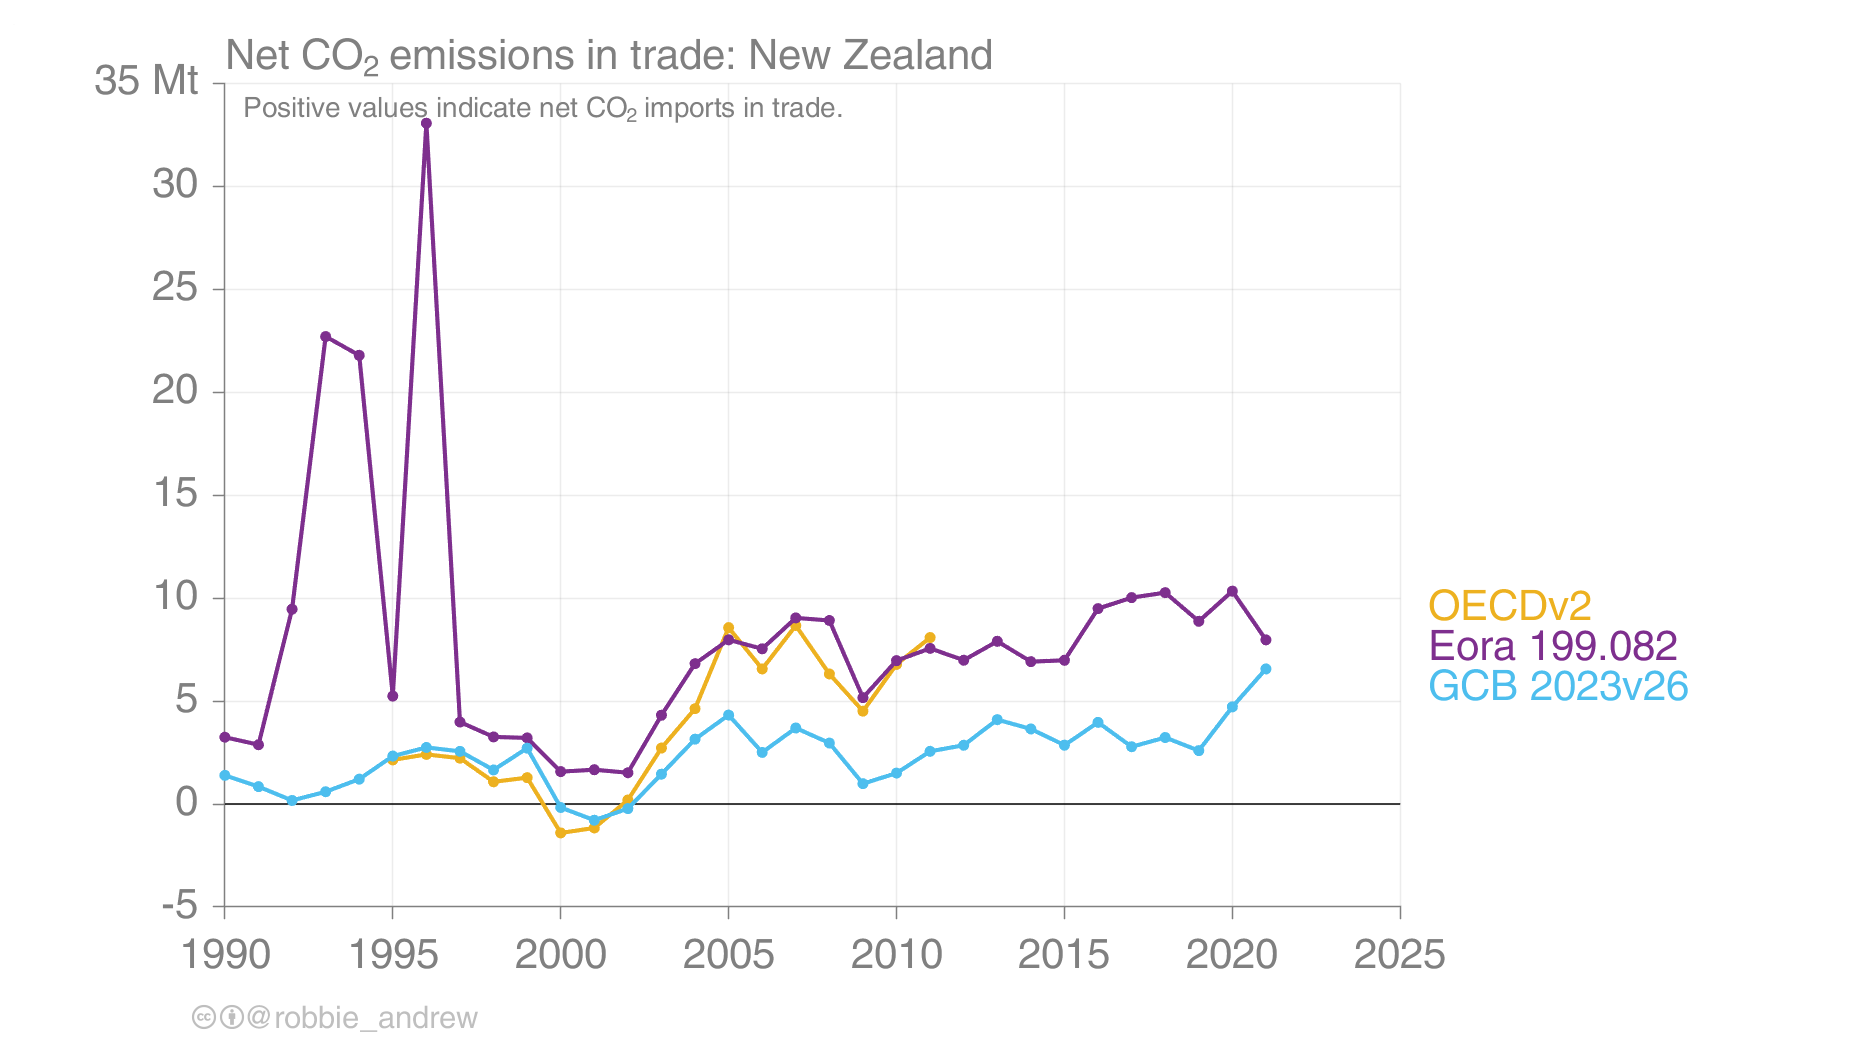 Net CO₂ emissions in trade: New Zealand
35 Mt
Positive values indicate net CO₂ imports in trade.
30
25
20
15
10
5
0
-5
OECDv2
Eora 199.082
GCB 2023v26
1990 1995 2000 2005 2010 2015 2020 2025
cc @robbie_andrew